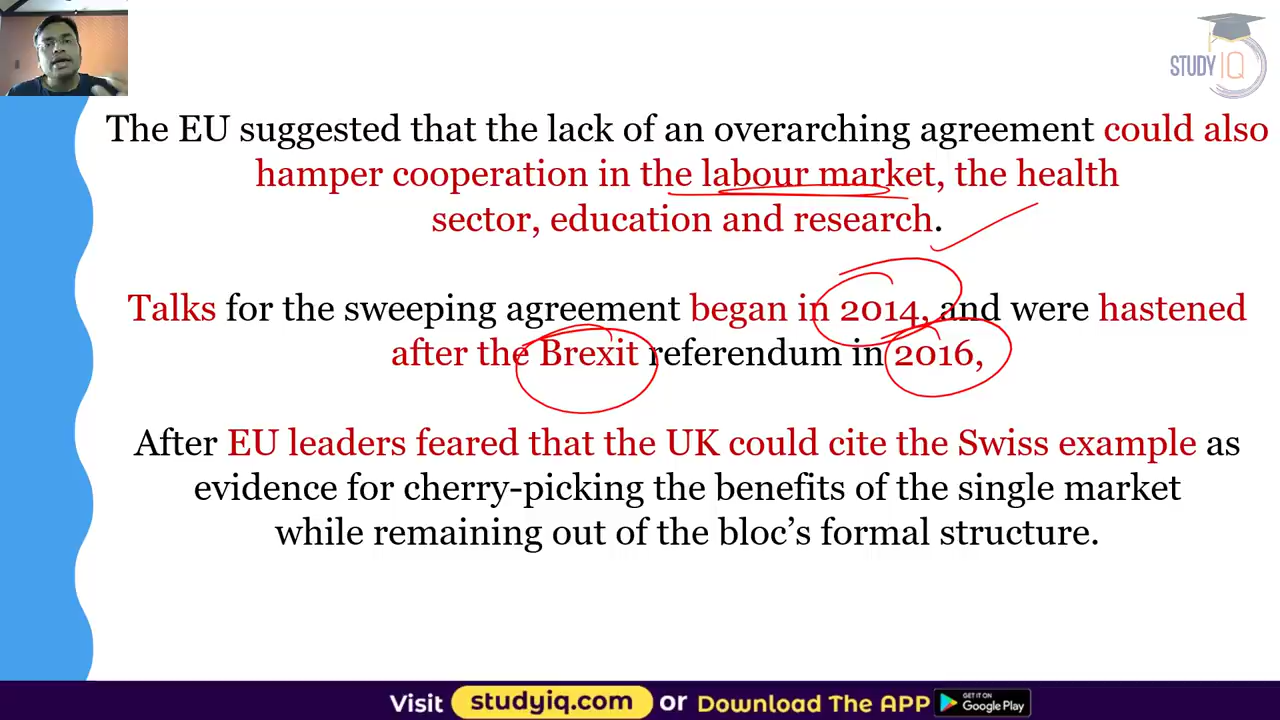 STUDY IQ
The EU suggested that the lack of an overarching agreement could also
hamper cooperation in the labour market, the health
sector, education and research.
Talks for the sweeping agreement began in 2014, and were hastened
after the Brexit referendum in 2016,
After EU leaders feared that the UK could cite the Swiss example as
evidence for cherry-picking the benefits of the single market
while remaining out of the bloc’s formal structure.
Visit studyiq.com or Download The APP GET IT ON Google Play